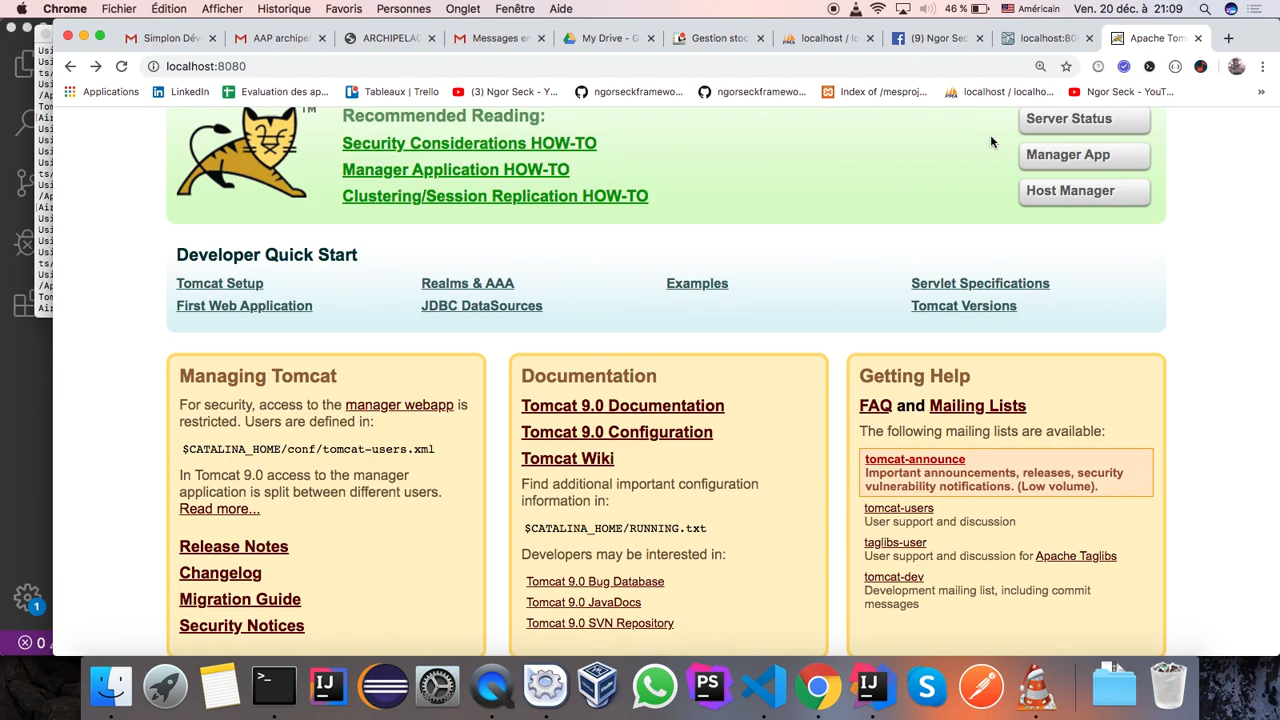 Chrome Fichier Édition Afficher Historique Favoris Personnes Onglet Fenêtre Aide 46 % Américain Ven. 20 déc. à 21:09
Simplon Dév AAP archipel ARCHIPELAG Messages en My Drive - G Gestion stoc localhost / lo (3) Ngor Sec localhost:80 Apache Tom
localhost:8080
Applications LinkedIn Evaluation des ap... Tableaux | Trello (3) Ngor Seck - Y... ngorseckframewo... ngorseckframewo... Index of /mesproj... localhost / localho... Ngor Seck - YouT... »
TM
Recommended Reading:
Security Considerations HOW-TO
Manager Application HOW-TO
Clustering/Session Replication HOW-TO
Server Status
Manager App
Host Manager
Developer Quick Start
Tomcat Setup
First Web Application
Realms & AAA
JDBC DataSources
Examples
Servlet Specifications
Tomcat Versions
Managing Tomcat
For security, access to the manager webapp is
restricted. Users are defined in:
$CATALINA_HOME/conf/tomcat-users.xml
In Tomcat 9.0 access to the manager
application is split between different users.
Read more...
Release Notes
Changelog
Migration Guide
Security Notices
Documentation
Tomcat 9.0 Documentation
Tomcat 9.0 Configuration
Tomcat Wiki
Find additional important configuration
information in:
$CATALINA_HOME/RUNNING.txt
Developers may be interested in:
Tomcat 9.0 Bug Database
Tomcat 9.0 JavaDocs
Tomcat 9.0 SVN Repository
Getting Help
FAQ and Mailing Lists
The following mailing lists are available:
tomcat-announce
Important announcements, releases, security
vulnerability notifications. (Low volume).
tomcat-users
User support and discussion
taglibs-user
User support and discussion for Apache Taglibs
tomcat-dev
Development mailing list, including commit
messages
1
0
>_
IJ
PS
IJ
S